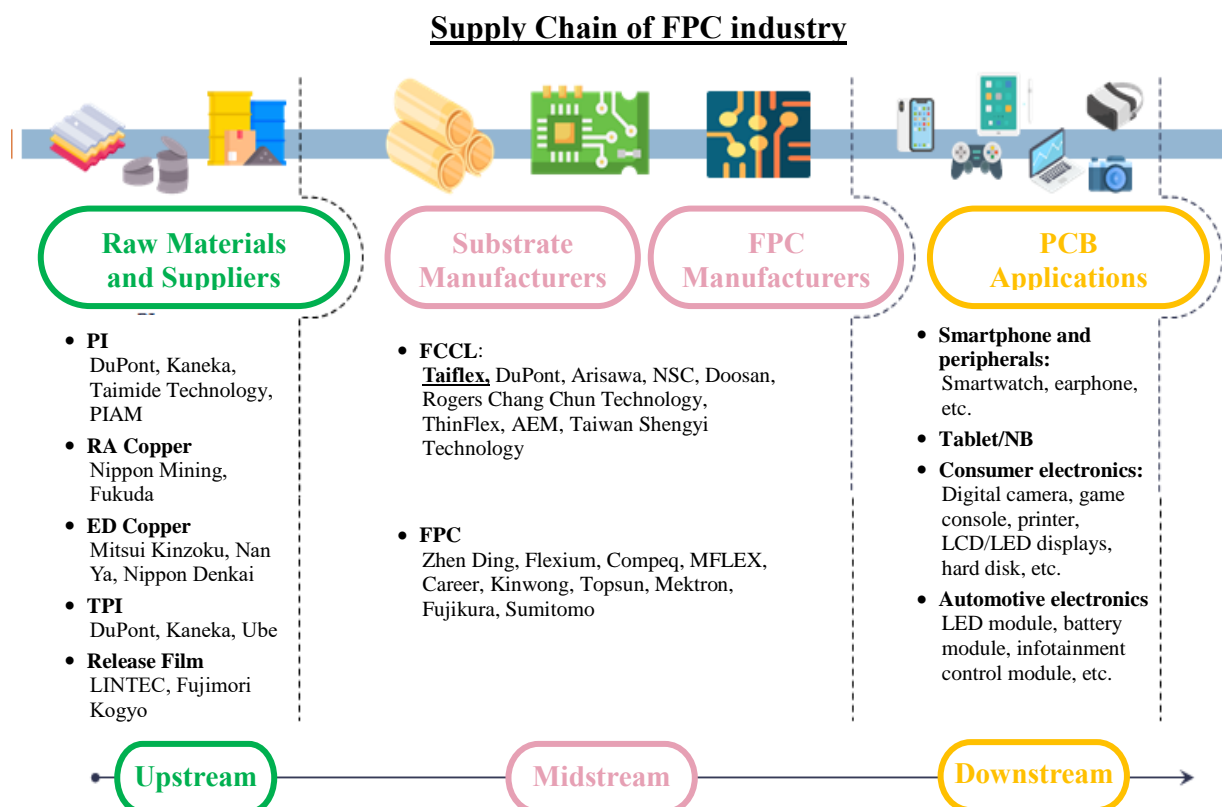 Supply Chain of FPC industry
Raw Materials
and Suppliers
Substrate
Manufacturers
FPC
Manufacturers
PCB
Applications
• PI
DuPont, Kaneka,
Taimide Technology,
PIAM
• RA Copper
Nippon Mining,
Fukuda
• ED Copper
Mitsui Kinzoku, Nan
Ya, Nippon Denkai
• TPI
DuPont, Kaneka, Ube
• Release Film
LINTEC, Fujimori
Kogyo
• FCCL:
Taiflex, DuPont, Arisawa, NSC, Doosan,
Rogers Chang Chun Technology,
ThinFlex, AEM, Taiwan Shengyi
Technology
• FPC
Zhen Ding, Flexium, Compeq, MFLEX,
Career, Kinwong, Topsun, Mektron,
Fujikura, Sumitomo
• Smartphone and
peripherals:
Smartwatch, earphone,
etc.
• Tablet/NB
• Consumer electronics:
Digital camera, game
console, printer,
LCD/LED displays,
hard disk, etc.
• Automotive electronics
LED module, battery
module, infotainment
control module, etc.
Upstream
Midstream
Downstream